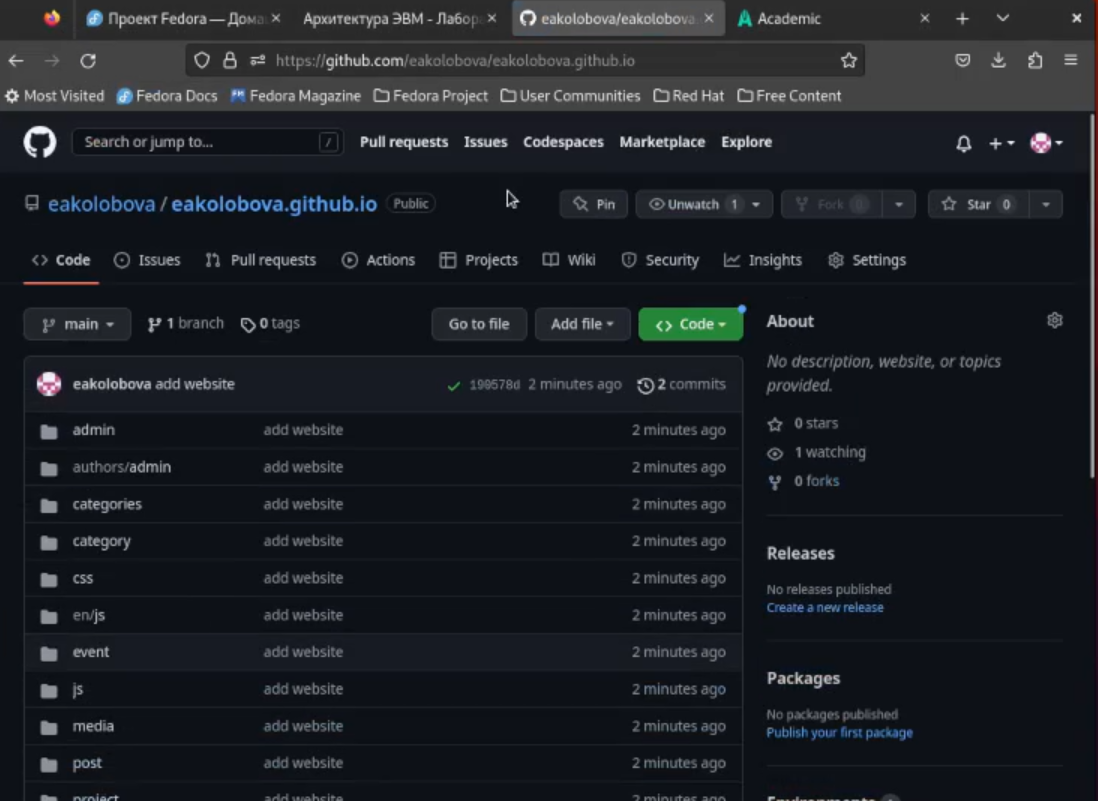 Проект Fedora — Дома
Архитектура ЭВМ - Лабор
eakolobova/eakolobova.
Academic
https://github.com/eakolobova/eakolobova.github.io
Most Visited Fedora Docs Fedora Magazine Fedora Project User Communities Red Hat Free Content
Search or jump to... / Pull requests Issues Codespaces Marketplace Explore
eakolobova / eakolobova.github.io Public Pin Unwatch 1 Fork 0 Star 0
Code Issues Pull requests Actions Projects Wiki Security Insights Settings
main 1 branch 0 tags Go to file Add file Code
eakolobova add website 190578d 2 minutes ago 2 commits
admin add website 2 minutes ago
authors/admin add website 2 minutes ago
categories add website 2 minutes ago
category add website 2 minutes ago
css add website 2 minutes ago
en/js add website 2 minutes ago
event add website 2 minutes ago
js add website 2 minutes ago
media add website 2 minutes ago
post add website 2 minutes ago
project add website 2 minutes ago
About
No description, website, or topics
provided.
0 stars
1 watching
0 forks
Releases
No releases published
Create a new release
Packages
No packages published
Publish your first package
Environments